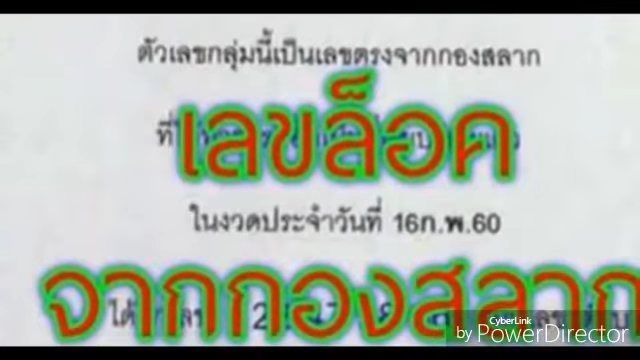 ตัวเลขกลุ่มนี้เป็นเลขตรงจากกองสลาก
ที่
เลขล็อค
ในงวดประจำวันที่ 16ก.พ.60
จากกองสลาก
CyberLink
by PowerDirector